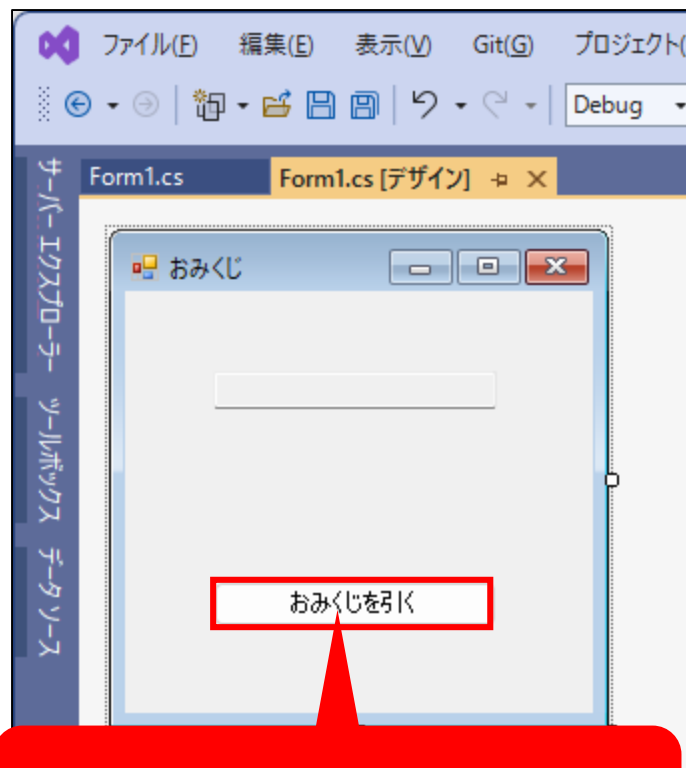 ファイル(F) 編集(E) 表示(V) Git(G) プロジェクト(
Debug
サーバー エクスプローラー
ツールボックス
データ ソース
Form1.cs
Form1.cs [デザイン]
おみくじ
おみくじを引く